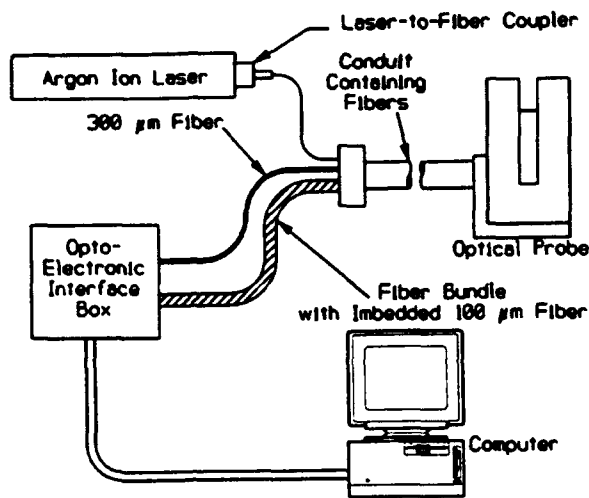 Laser-to-Fiber Coupler
Argon Ion Laser
Conduit
Containing
Fibers
300 µm Fiber
Opto-
Electronic
Interface
Box
Optical Probe
Fiber Bundle
with Imbedded 100 µm Fiber
Computer